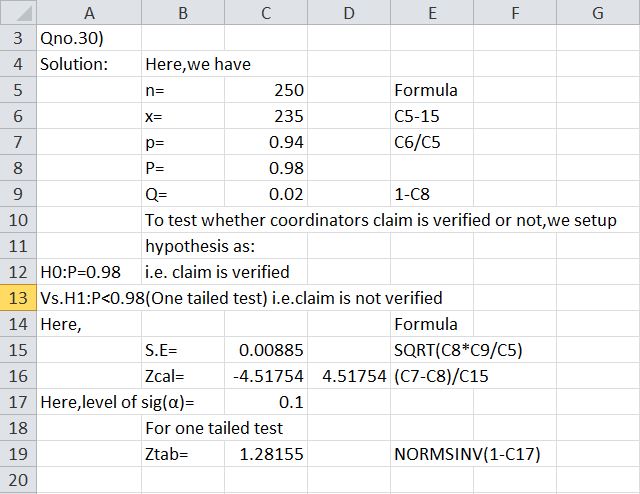 A B C D E F G
3 Qno.30)
4 Solution: Here,we have
5 n= 250 Formula
6 x= 235 C5-15
7 p= 0.94 C6/C5
8 P= 0.98
9 Q= 0.02 1-C8
10 To test whether coordinators claim is verified or not,we setup
11 hypothesis as:
12 H0:P=0.98 i.e. claim is verified
13 Vs.H1:P<0.98(One tailed test) i.e.claim is not verified
14 Here, Formula
15 S.E= 0.00885 SQRT(C8*C9/C5)
16 Zcal= -4.51754 4.51754 (C7-C8)/C15
17 Here,level of sig(α)= 0.1
18 For one tailed test
19 Ztab= 1.28155 NORMSINV(1-C17)
20